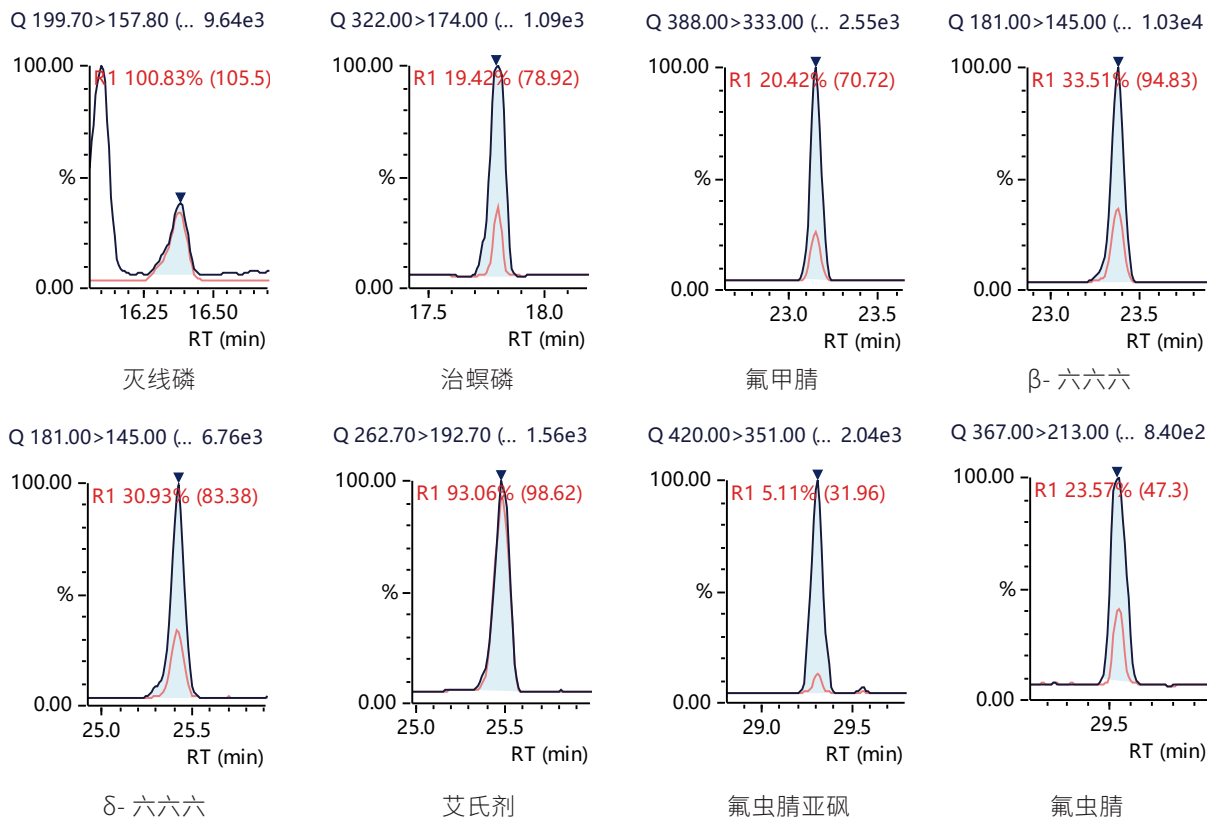 Q 199.70>157.80 (... 9.64e3
Q 322.00>174.00 (... 1.09e3
Q 388.00>333.00 (... 2.55e3
Q 181.00>145.00 (... 1.03e4
100.00
R1 100.83% (105.5)
%
0.00
16.25 16.50
RT (min)
灭线磷
100.00
R1 19.42% (78.92)
%
0.00
17.5 18.0
RT (min)
治螟磷
100.00
R1 20.42% (70.72)
%
0.00
23.0 23.5
RT (min)
氟甲腈
100.00
R1 33.51% (94.83)
%
0.00
23.0 23.5
RT (min)
β- 六六六
Q 181.00>145.00 (... 6.76e3
Q 262.70>192.70 (... 1.56e3
Q 420.00>351.00 (... 2.04e3
Q 367.00>213.00 (... 8.40e2
100.00
R1 30.93% (83.38)
%
0.00
25.0 25.5
RT (min)
δ- 六六六
100.00
R1 93.06% (98.62)
%
0.00
25.0 25.5
RT (min)
艾氏剂
100.00
R1 5.11% (31.96)
%
0.00
29.0 29.5
RT (min)
氟虫腈亚砜
100.00
R1 23.57% (47.3)
%
0.00
29.5
RT (min)
氟虫腈